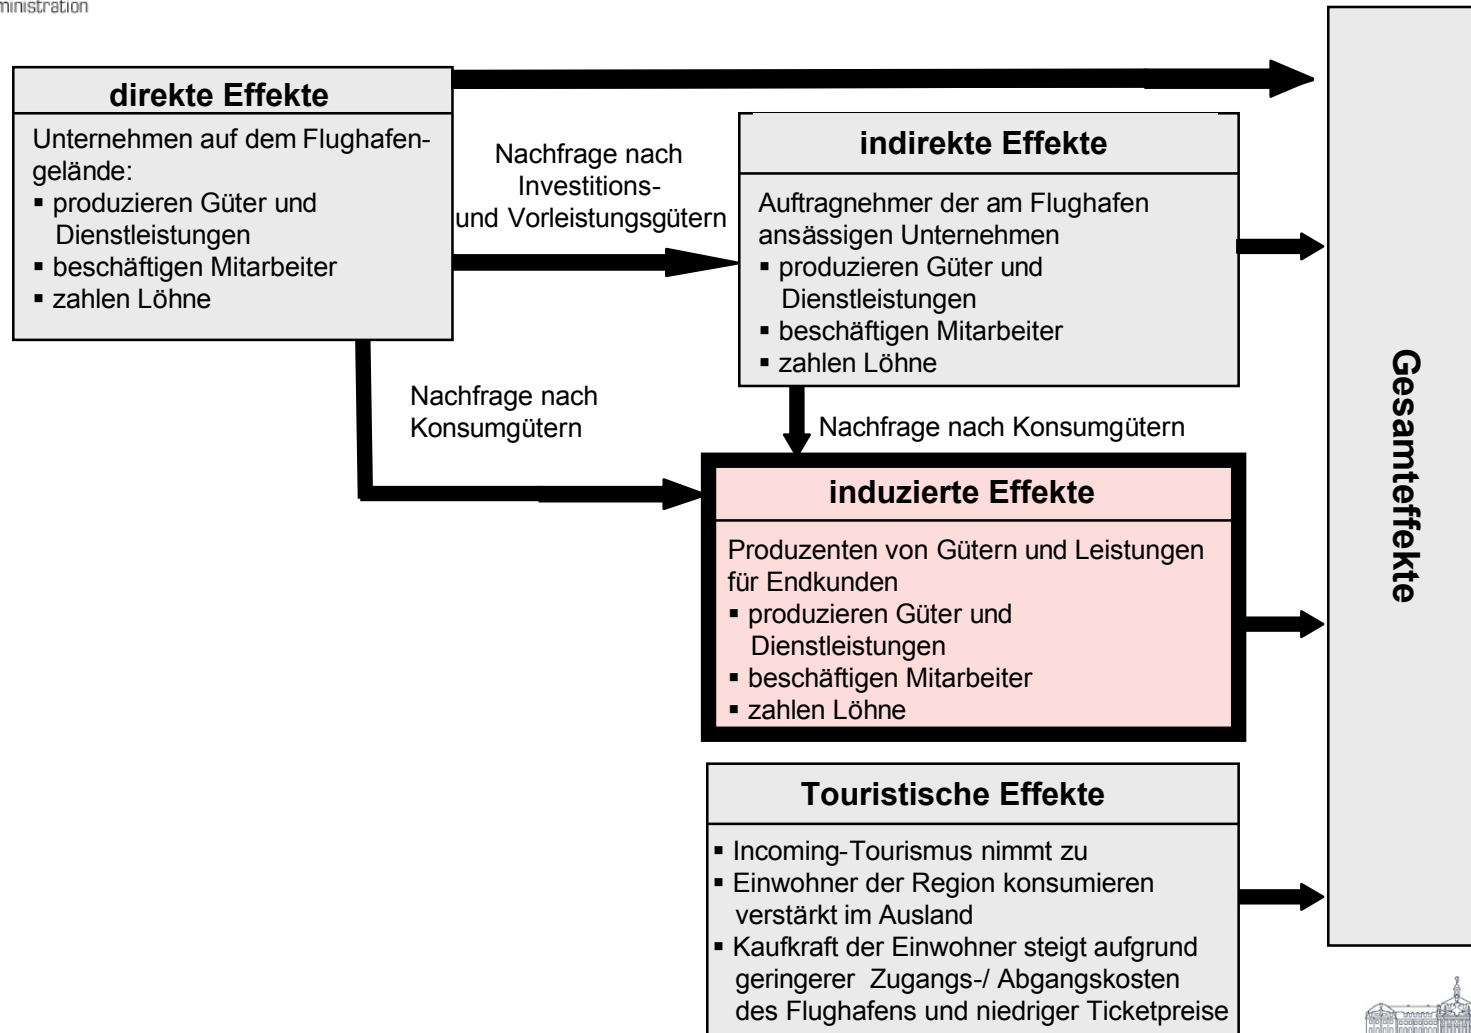 ministration
direkte Effekte
Unternehmen auf dem Flughafen-
gelände:
▪ produzieren Güter und
Dienstleistungen
▪ beschäftigen Mitarbeiter
▪ zahlen Löhne
Nachfrage nach
Investitions-
und Vorleistungsgütern
indirekte Effekte
Auftragnehmer der am Flughafen
ansässigen Unternehmen
▪ produzieren Güter und
Dienstleistungen
▪ beschäftigen Mitarbeiter
▪ zahlen Löhne
Nachfrage nach
Konsumgütern
Nachfrage nach Konsumgütern
induzierte Effekte
Produzenten von Gütern und Leistungen
für Endkunden
▪ produzieren Güter und
Dienstleistungen
▪ beschäftigen Mitarbeiter
▪ zahlen Löhne
Touristische Effekte
▪ Incoming-Tourismus nimmt zu
▪ Einwohner der Region konsumieren
verstärkt im Ausland
▪ Kaufkraft der Einwohner steigt aufgrund
geringerer Zugangs-/ Abgangskosten
des Flughafens und niedriger Ticketpreise
Gesamteffekte